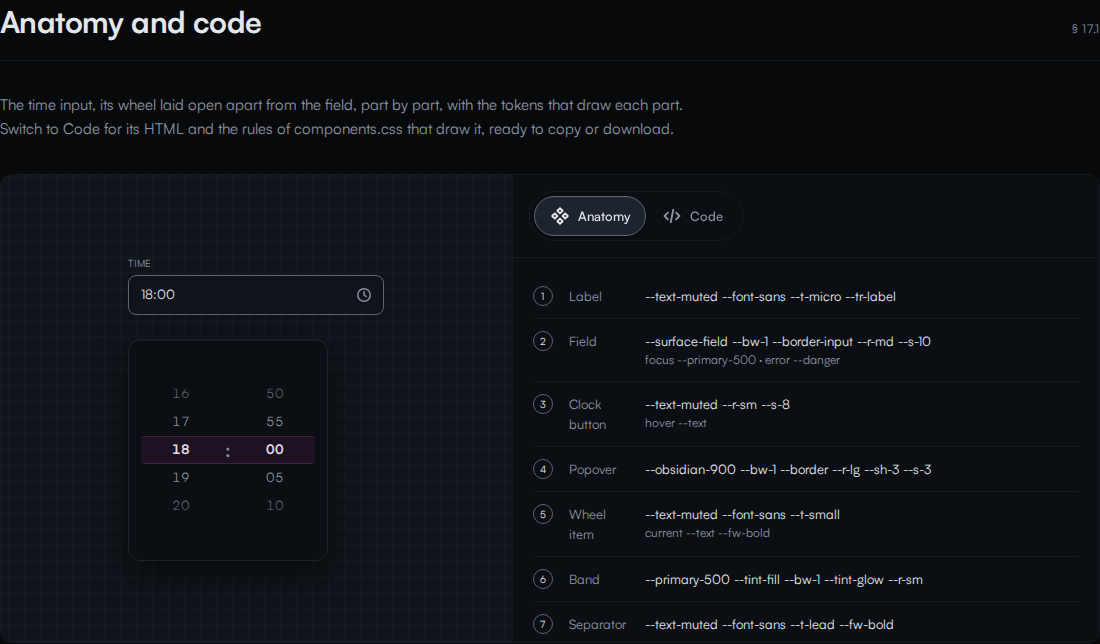 Anatomy and code
§ 17.1
The time input, its wheel laid open apart from the field, part by part, with the tokens that draw each part.
Switch to Code for its HTML and the rules of components.css that draw it, ready to copy or download.
Anatomy
</> Code
TIME
18:00
16 50
17 55
18 : 00
19 05
20 10
1 Label --text-muted --font-sans --t-micro --tr-label
2 Field --surface-field --bw-1 --border-input --r-md --s-10
focus --primary-500 · error --danger
3 Clock button --text-muted --r-sm --s-8
hover --text
4 Popover --obsidian-900 --bw-1 --border --r-lg --sh-3 --s-3
5 Wheel item --text-muted --font-sans --t-small
current --text --fw-bold
6 Band --primary-500 --tint-fill --bw-1 --tint-glow --r-sm
7 Separator --text-muted --font-sans --t-lead --fw-bold